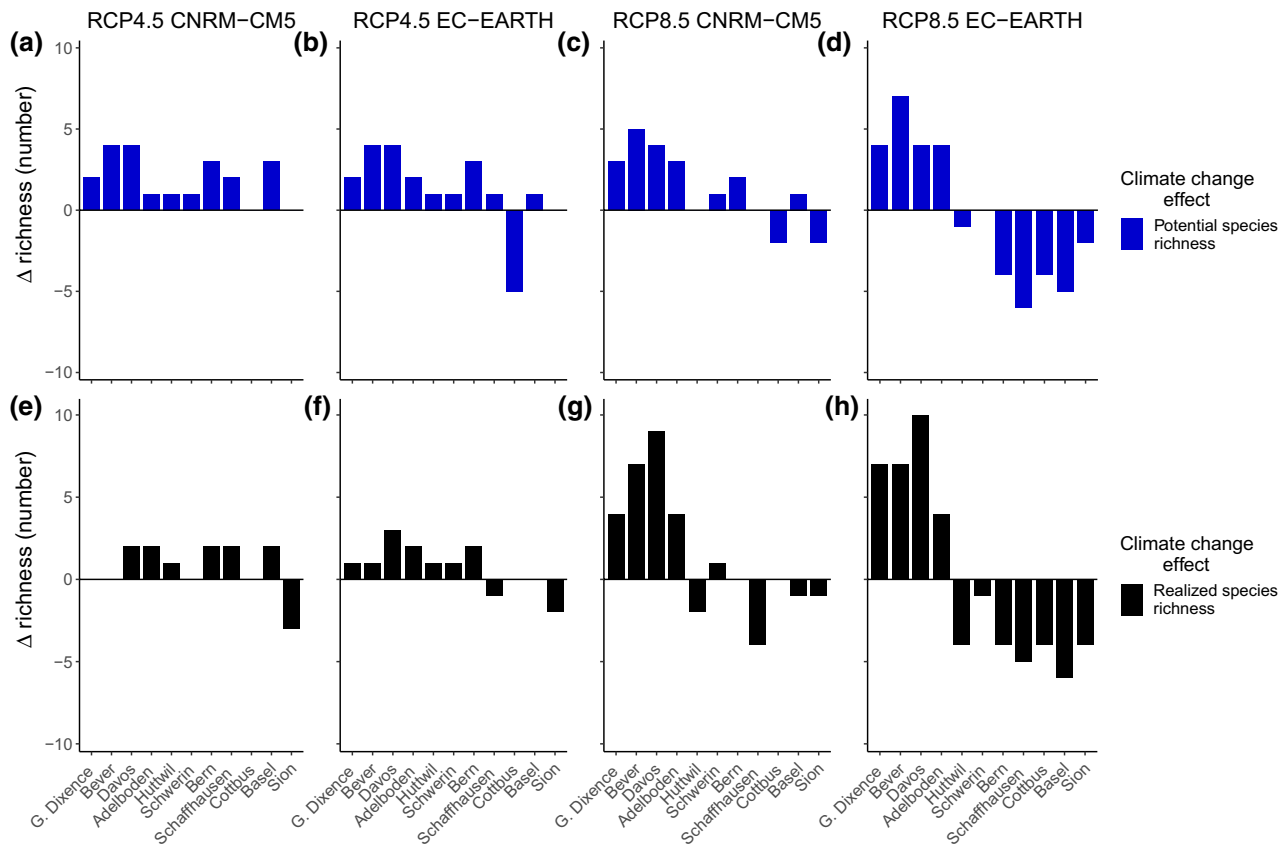 RCP4.5 CNRM−CM5
RCP4.5 EC−EARTH
RCP8.5 CNRM−CM5
RCP8.5 EC−EARTH
(a)
(b)
(c)
(d)
10
5
0
−5
−10
Δ richness (number)
Climate change
effect
Potential species
richness
(e)
(f)
(g)
(h)
10
5
0
−5
−10
Δ richness (number)
Climate change
effect
Realized species
richness
G. Dixence
Bever
Davos
Adelboden
Huttwil
Schwerin
Bern
Schaffhausen
Cottbus
Basel
Sion
G. Dixence
Bever
Davos
Adelboden
Huttwil
Schwerin
Bern
Schaffhausen
Cottbus
Basel
Sion
G. Dixence
Bever
Davos
Adelboden
Huttwil
Schwerin
Bern
Schaffhausen
Cottbus
Basel
Sion
G. Dixence
Bever
Davos
Adelboden
Huttwil
Schwerin
Bern
Schaffhausen
Cottbus
Basel
Sion